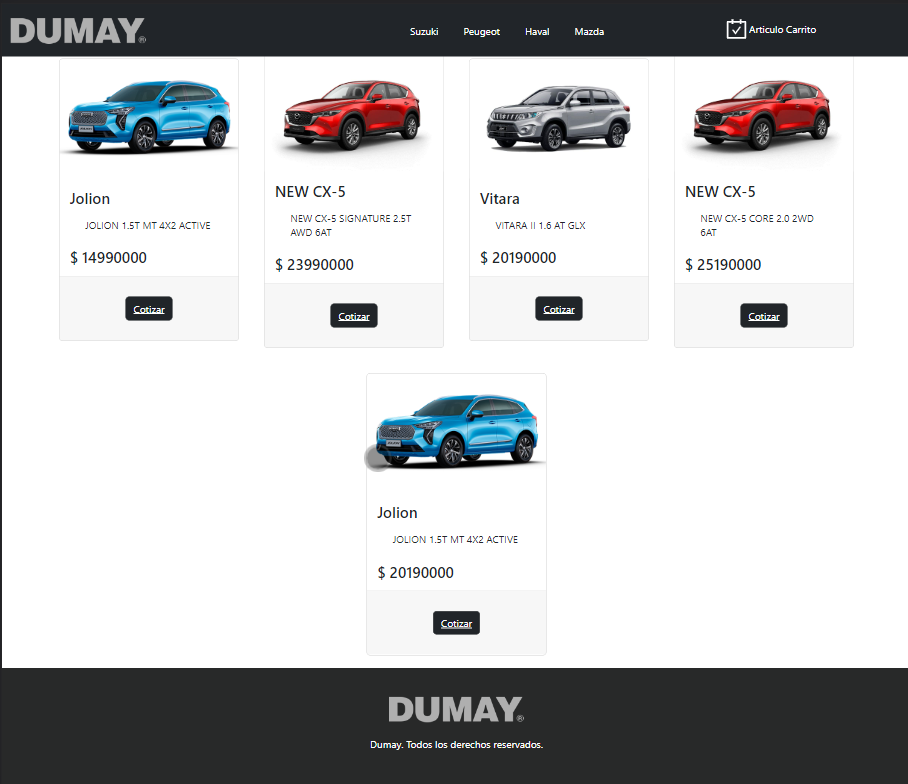 DUMAY®
Suzuki Peugeot Haval Mazda
Articulo Carrito
Jolion
JOLION 1.5T MT 4X2 ACTIVE
$ 14990000
Cotizar
NEW CX-5
NEW CX-5 SIGNATURE 2.5T
AWD 6AT
$ 23990000
Cotizar
Vitara
VITARA II 1.6 AT GLX
$ 20190000
Cotizar
NEW CX-5
NEW CX-5 CORE 2.0 2WD
6AT
$ 25190000
Cotizar
Jolion
JOLION 1.5T MT 4X2 ACTIVE
$ 20190000
Cotizar
DUMAY®
Dumay. Todos los derechos reservados.